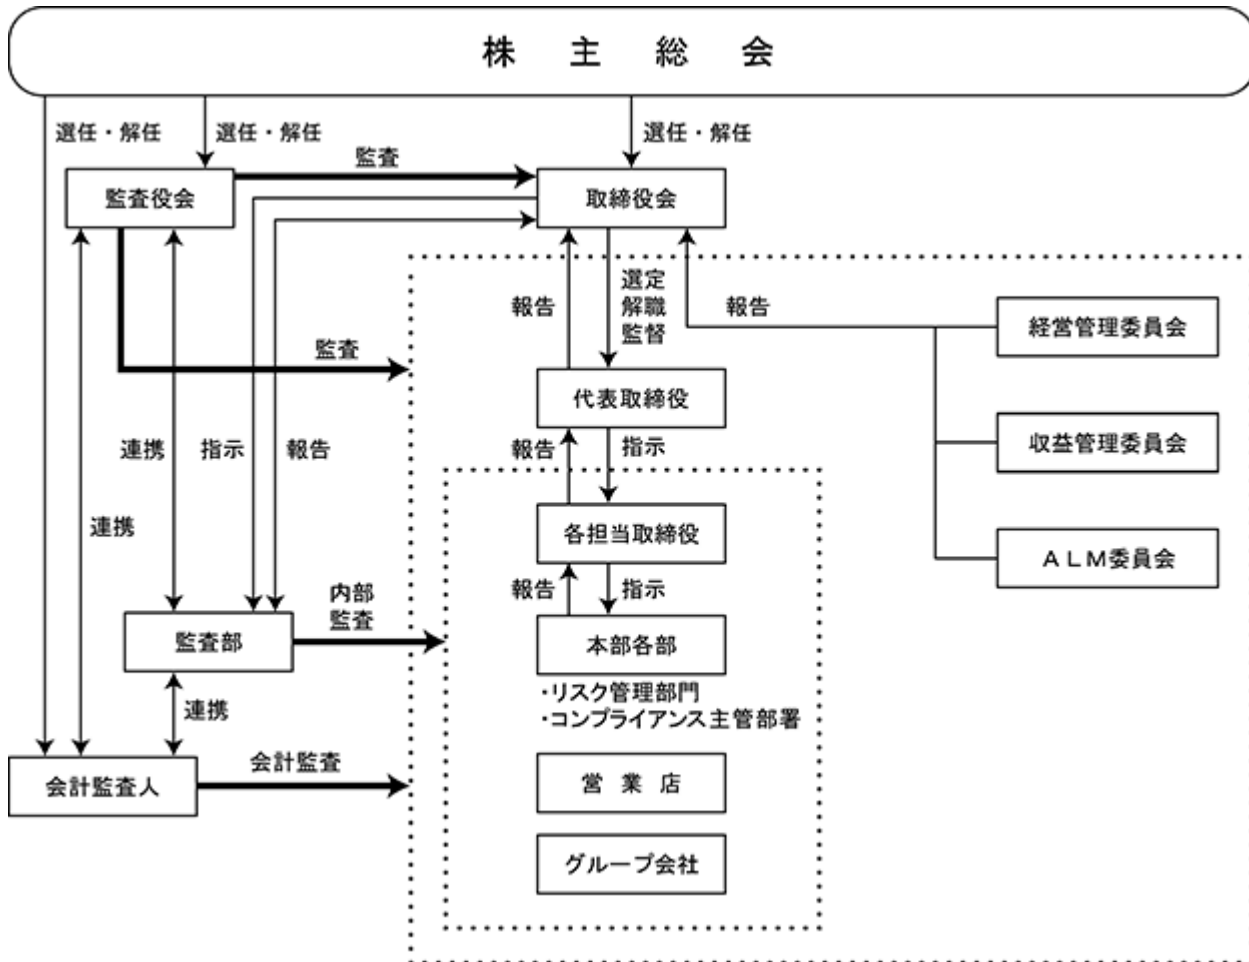 株主総会
選任・解任
選任・解任
選任・解任
監査
監査役会
取締役会
報告
選定
解職
監督
報告
経営管理委員会
監査
代表取締役
連携
指示
報告
報告
指示
収益管理委員会
連携
各担当取締役
ALM委員会
報告
指示
内部
監査
監査部
本部各部
・リスク管理部門
・コンプライアンス主管部署
連携
会計監査
会計監査人
営業店
グループ会社